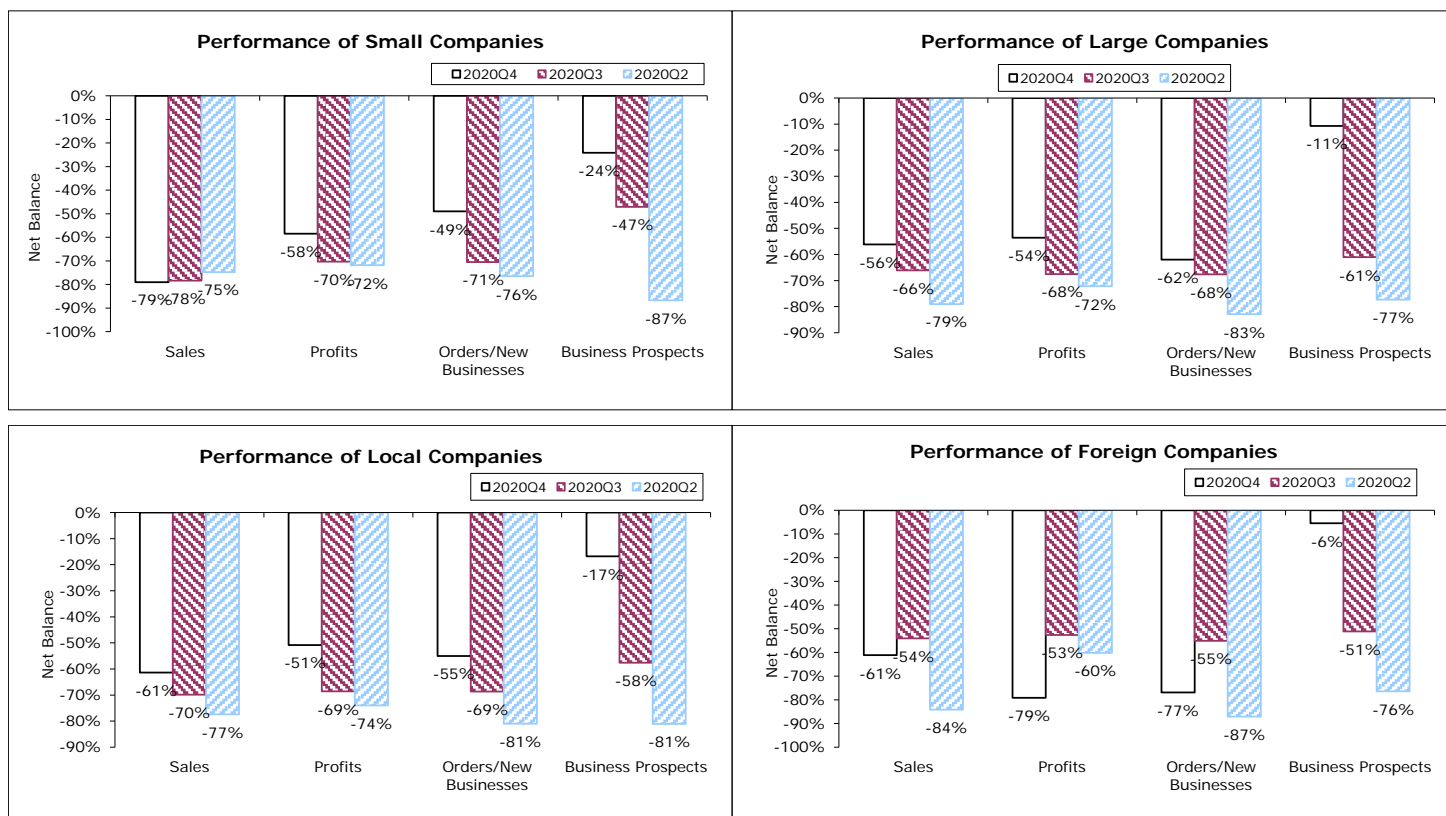 Performance of Small Companies
2020Q4 2020Q3 2020Q2
Net Balance
0%
-10%
-20%
-30%
-40%
-50%
-60%
-70%
-80%
-90%
-100%
-79% -78% -75%
-58% -70% -72%
-49% -71% -76%
-24% -47% -87%
Sales Profits Orders/New Business Prospects
Businesses
Performance of Large Companies
2020Q4 2020Q3 2020Q2
Net Balance
0%
-10%
-20%
-30%
-40%
-50%
-60%
-70%
-80%
-90%
-56% -66% -79%
-54% -68% -72%
-62% -68% -83%
-11% -61% -77%
Sales Profits Orders/New Business Prospects
Businesses
Performance of Local Companies
2020Q4 2020Q3 2020Q2
Net Balance
0%
-10%
-20%
-30%
-40%
-50%
-60%
-70%
-80%
-90%
-61% -70% -77%
-51% -69% -74%
-55% -69% -81%
-17% -58% -81%
Sales Profits Orders/New Business Prospects
Businesses
Performance of Foreign Companies
2020Q4 2020Q3 2020Q2
Net Balance
0%
-10%
-20%
-30%
-40%
-50%
-60%
-70%
-80%
-90%
-100%
-61% -54% -84%
-79% -53% -60%
-77% -55% -87%
-6% -51% -76%
Sales Profits Orders/New Business Prospects
Businesses